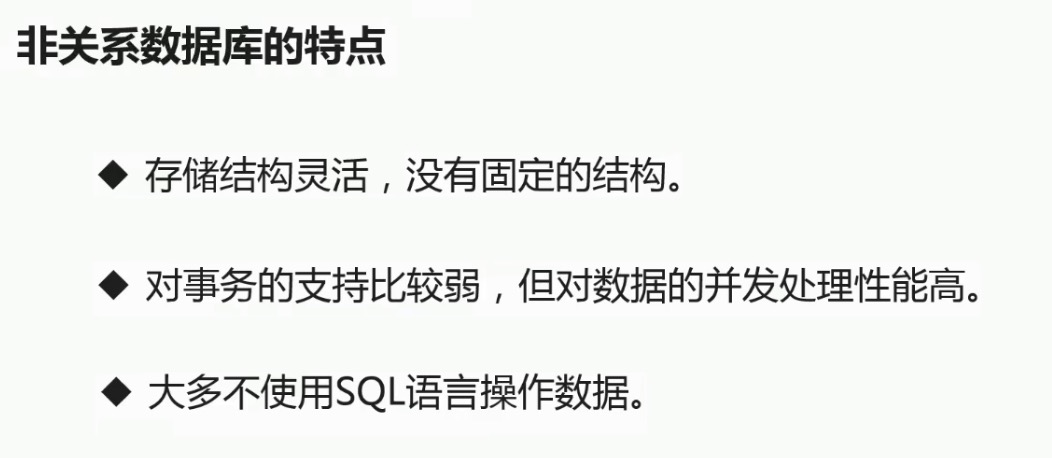 非关系数据库的特点
◆ 存储结构灵活，没有固定的结构。
◆ 对事务的支持比较弱，但对数据的并发处理性能高。
◆ 大多不使用SQL语言操作数据。